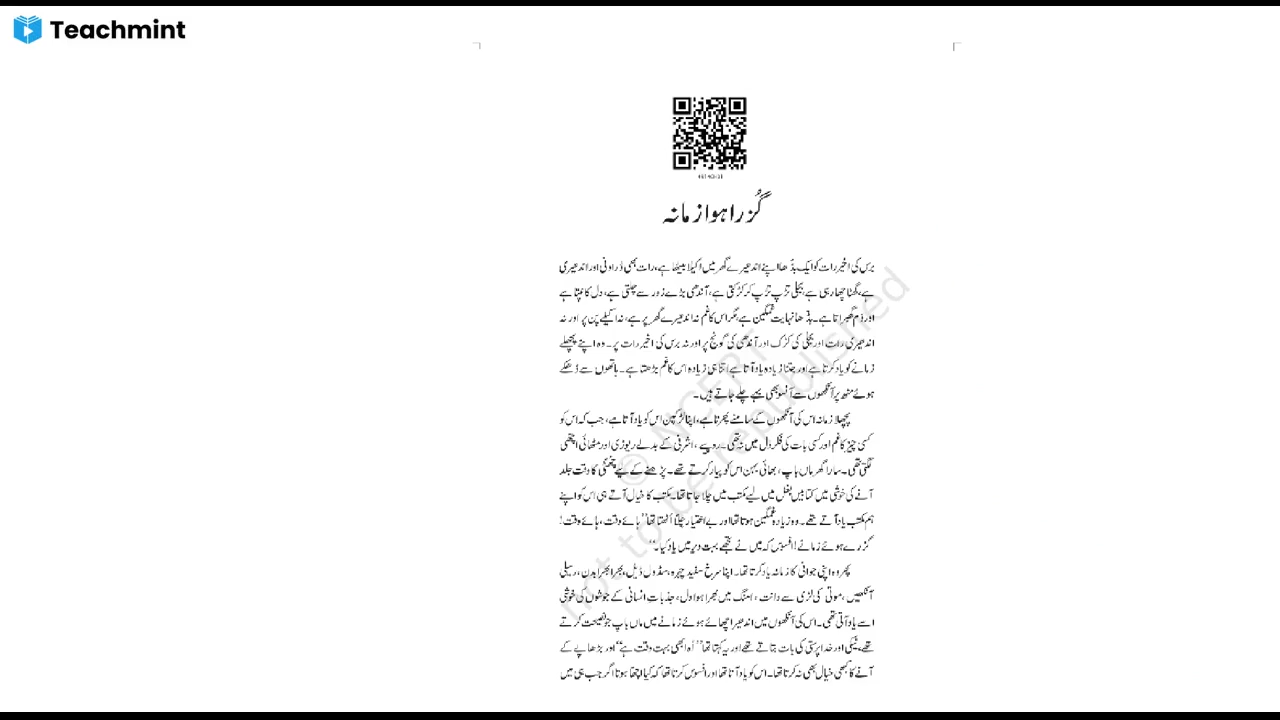 Teachmint
گُزرا ہوا زمانہ
برس کی اخیر رات کو ایک بڈھا اپنے اندھیرے گھر میں اکیلا بیٹھا ہے، رات بھی ڈراونی اور اندھیری
ہے، گھٹا چھا رہی ہے، بجلی تڑپ تڑپ کر کڑکتی ہے، آندھی بڑے زور سے چلتی ہے، دل کانپتا ہے
اور دَم گھبراتا ہے۔ بڈھا نہایت غمگین ہے، مگر اس کا غم نہ اندھیرے گھر پر ہے، نہ اکیلے پن پر اور نہ
اندھیری رات اور بجلی کی کڑک اور آندھی کی گونج پر اور نہ برس کی اخیر رات پر۔ وہ اپنے پچھلے
زمانے کو یاد کرتا ہے اور جتنا زیادہ یاد آتا ہے اتنا ہی زیادہ اس کا غم بڑھتا ہے۔ ہاتھوں سے ڈھکے
ہوئے منھ پر آنکھوں سے آنسو بھی بہے چلے جاتے ہیں۔
پچھلا زمانہ اس کی آنکھوں کے سامنے پھرتا ہے، اپنا لڑکپن اس کو یاد آتا ہے، جب کہ اس کو
کسی چیز کا غم اور کسی بات کی فکر دل میں نہ تھی۔ روپے، اشرفی کے بدلے ریوڑی اور مٹھائی اچھی
لگتی تھی۔ سارا گھر ماں باپ، بھائی بہن اس کو پیار کرتے تھے۔ پڑھنے کے لیے چھٹی کا وقت جلد
آنے کی خوشی میں کتابیں بغل میں لیے مکتب میں چلا جاتا تھا۔ مکتب کا خیال آتے ہی اس کو اپنے
ہم مکتب یاد آتے تھے۔ وہ زیادہ غمگین ہوتا تھا اور بے اختیار چلّا اُٹھتا تھا ”ہائے وقت، ہائے وقت!
گزرے ہوئے زمانے! افسوس کہ میں نے تجھے بہت دیر میں یاد کیا۔“
پھر وہ اپنی جوانی کا زمانہ یاد کرتا تھا۔ اپنا سرخ سفید چہرہ، سڈول ڈیل، بھرا بھرا بدن، رسیلی
آنکھیں، موتی کی لڑی سے دانت، امنگ میں بھرا ہوا دل، جذباتِ انسانی کے جوشوں کی خوشی
اسے یاد آتی تھی۔ اس کی آنکھوں میں اندھیرا چھائے ہوئے زمانے میں ماں باپ جو نصیحت کرتے
تھے، نیکی اور خدا پرستی کی بات بتاتے تھے اور یہ کہتا تھا ”اُہ ابھی بہت وقت ہے“ اور بڑھاپے کے
آنے کا کبھی خیال بھی نہ کرتا تھا۔ اس کو یاد آتا تھا اور افسوس کرتا تھا کہ کیا اچھا ہوتا اگر جب ہی میں
© NCERT
not to be republished